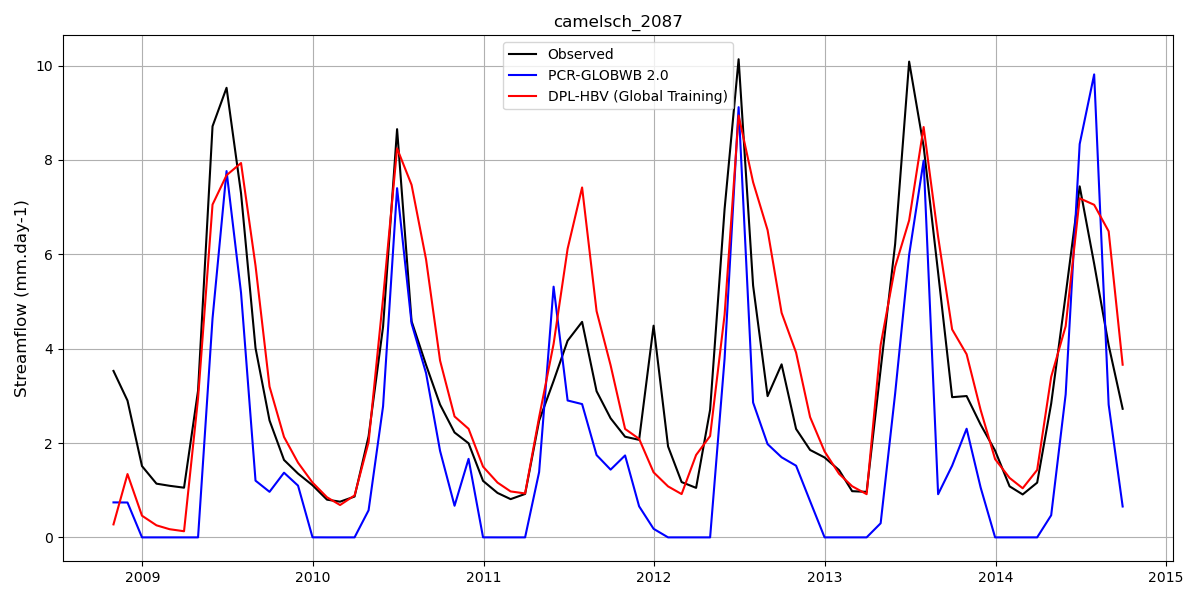 camelsch_2087
Observed
PCR-GLOBWB 2.0
DPL-HBV (Global Training)
Streamflow (mm.day-1)
10
8
6
4
2
0
2009 2010 2011 2012 2013 2014 2015